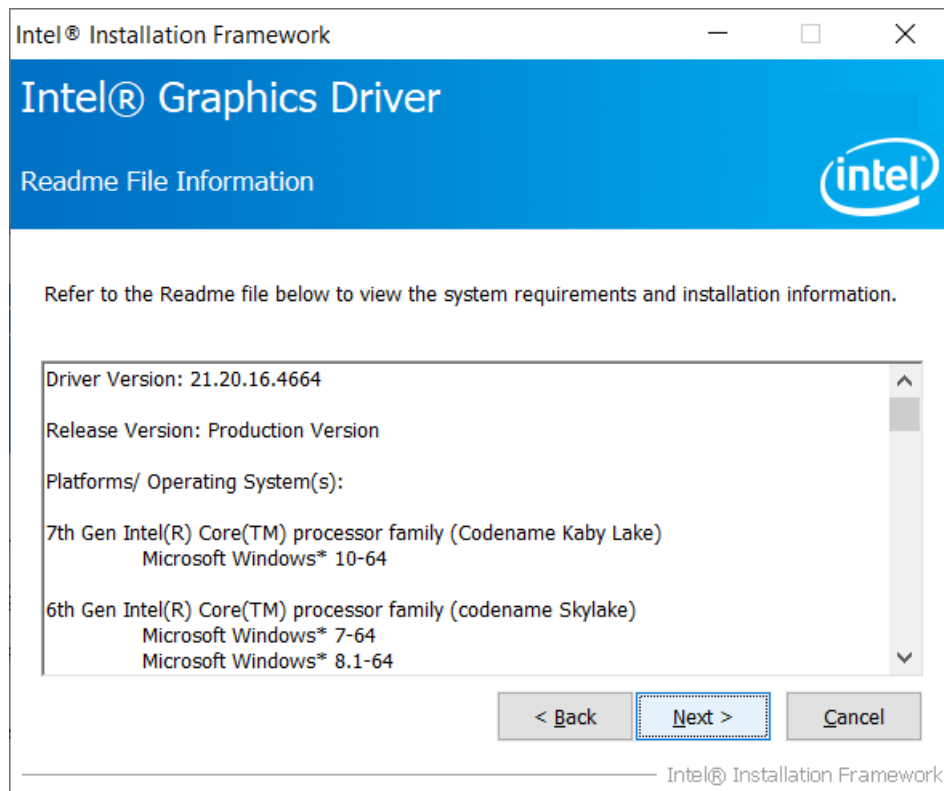 Intel® Installation Framework
Intel® Graphics Driver
Readme File Information
intel
Refer to the Readme file below to view the system requirements and installation information.
Driver Version: 21.20.16.4664
Release Version: Production Version
Platforms/ Operating System(s):
7th Gen Intel(R) Core(TM) processor family (Codename Kaby Lake)
Microsoft Windows* 10-64
6th Gen Intel(R) Core(TM) processor family (codename Skylake)
Microsoft Windows* 7-64
Microsoft Windows* 8.1-64
< Back
Next >
Cancel
Intel® Installation Framework